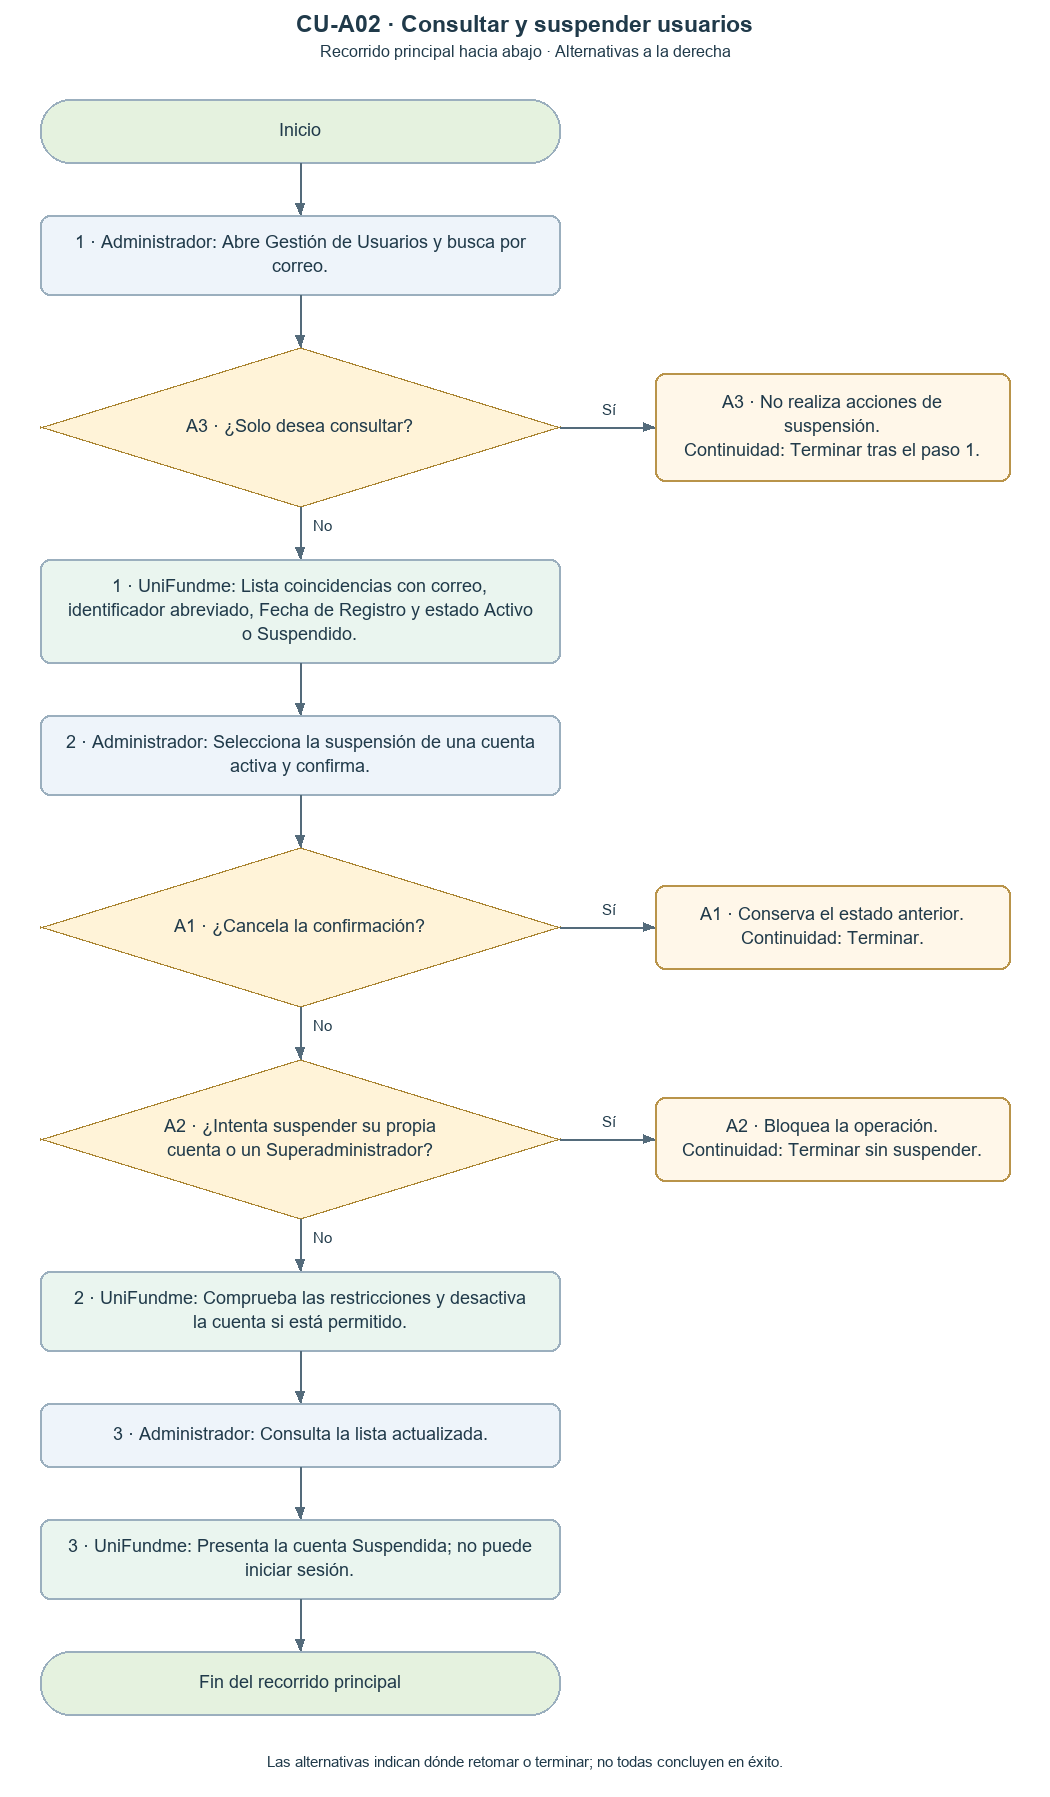 CU-A02 · Consultar y suspender usuarios
Recorrido principal hacia abajo · Alternativas a la derecha
Inicio
1 · Administrador: Abre Gestión de Usuarios y busca por
correo.
A3 · ¿Solo desea consultar?
Sí
A3 · No realiza acciones de
suspensión.
Continuidad: Terminar tras el paso 1.
No
1 · UniFundme: Lista coincidencias con correo,
identificador abreviado, Fecha de Registro y estado Activo
o Suspendido.
2 · Administrador: Selecciona la suspensión de una cuenta
activa y confirma.
A1 · ¿Cancela la confirmación?
Sí
A1 · Conserva el estado anterior.
Continuidad: Terminar.
No
A2 · ¿Intenta suspender su propia
cuenta o un Superadministrador?
Sí
A2 · Bloquea la operación.
Continuidad: Terminar sin suspender.
No
2 · UniFundme: Comprueba las restricciones y desactiva
la cuenta si está permitido.
3 · Administrador: Consulta la lista actualizada.
3 · UniFundme: Presenta la cuenta Suspendida; no puede
iniciar sesión.
Fin del recorrido principal
Las alternativas indican dónde retomar o terminar; no todas concluyen en éxito.